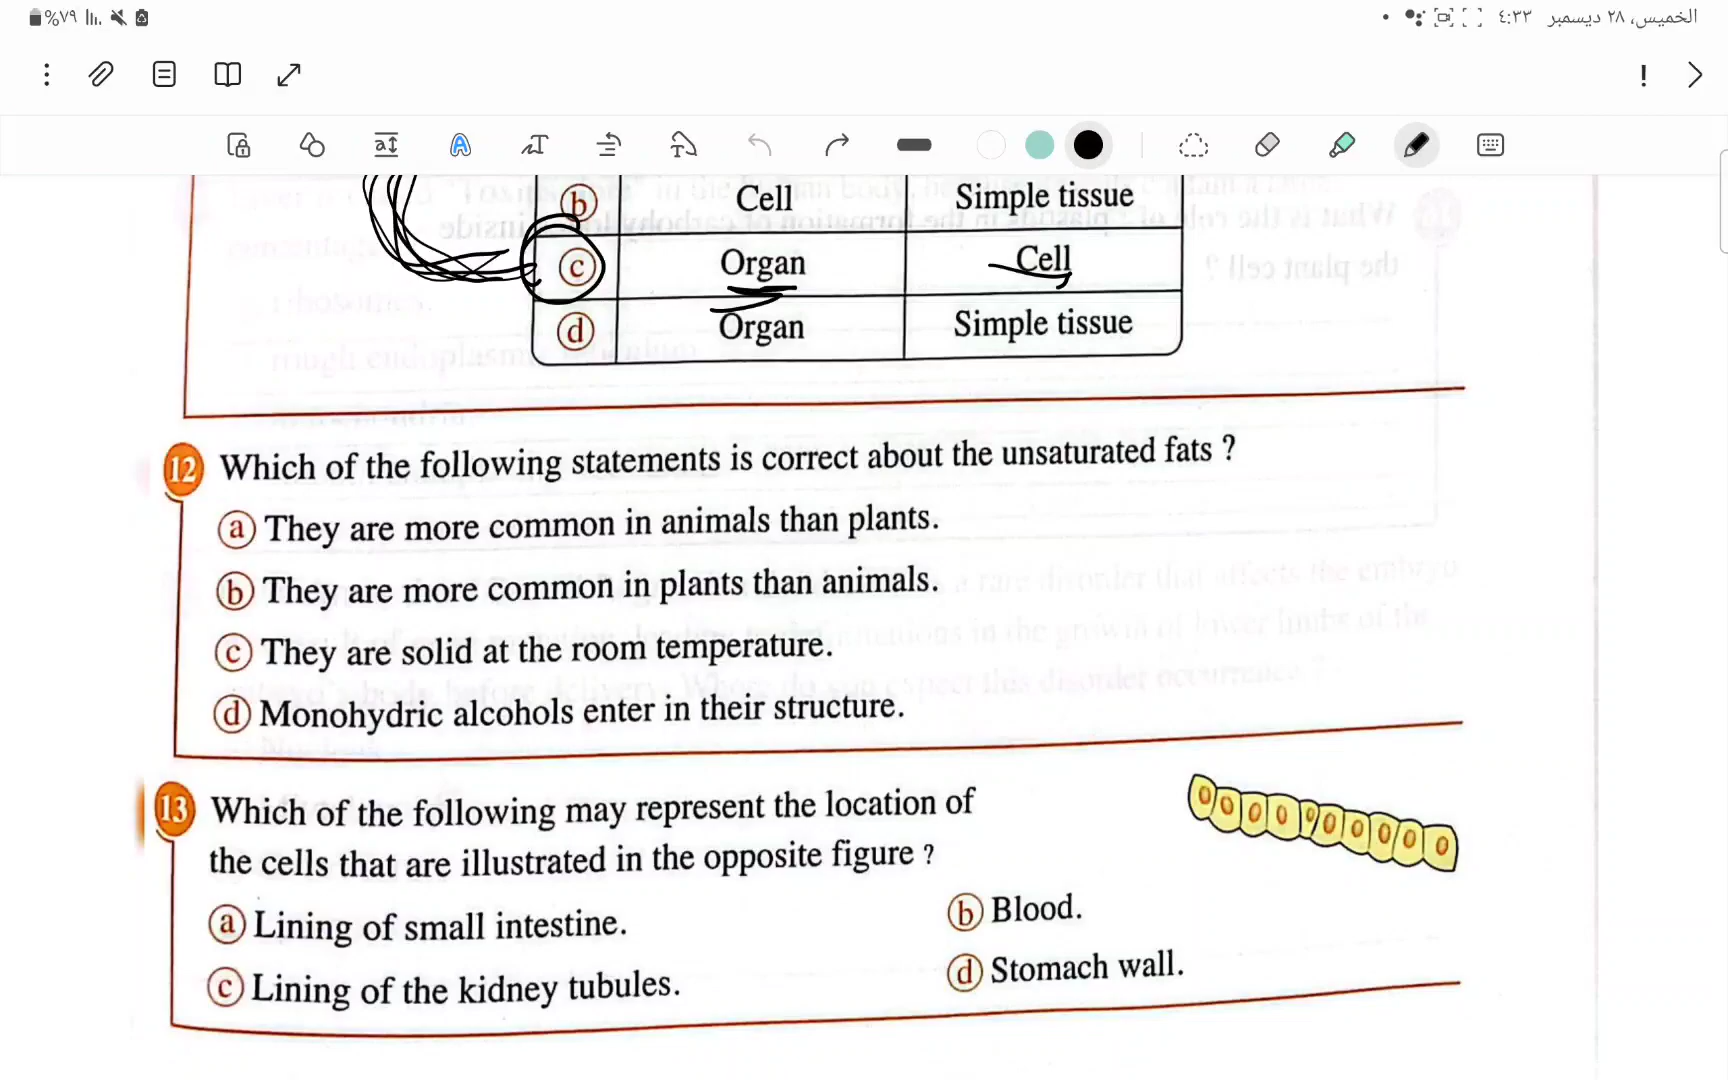 %٧٩
الخميس، ٢٨ ديسمبر ٤:٣٣
b Cell Simple tissue
c Organ Cell
d Organ Simple tissue
12 Which of the following statements is correct about the unsaturated fats ?
a They are more common in animals than plants.
b They are more common in plants than animals.
c They are solid at the room temperature.
d Monohydric alcohols enter in their structure.
13 Which of the following may represent the location of
the cells that are illustrated in the opposite figure ?
a Lining of small intestine.
b Blood.
c Lining of the kidney tubules.
d Stomach wall.